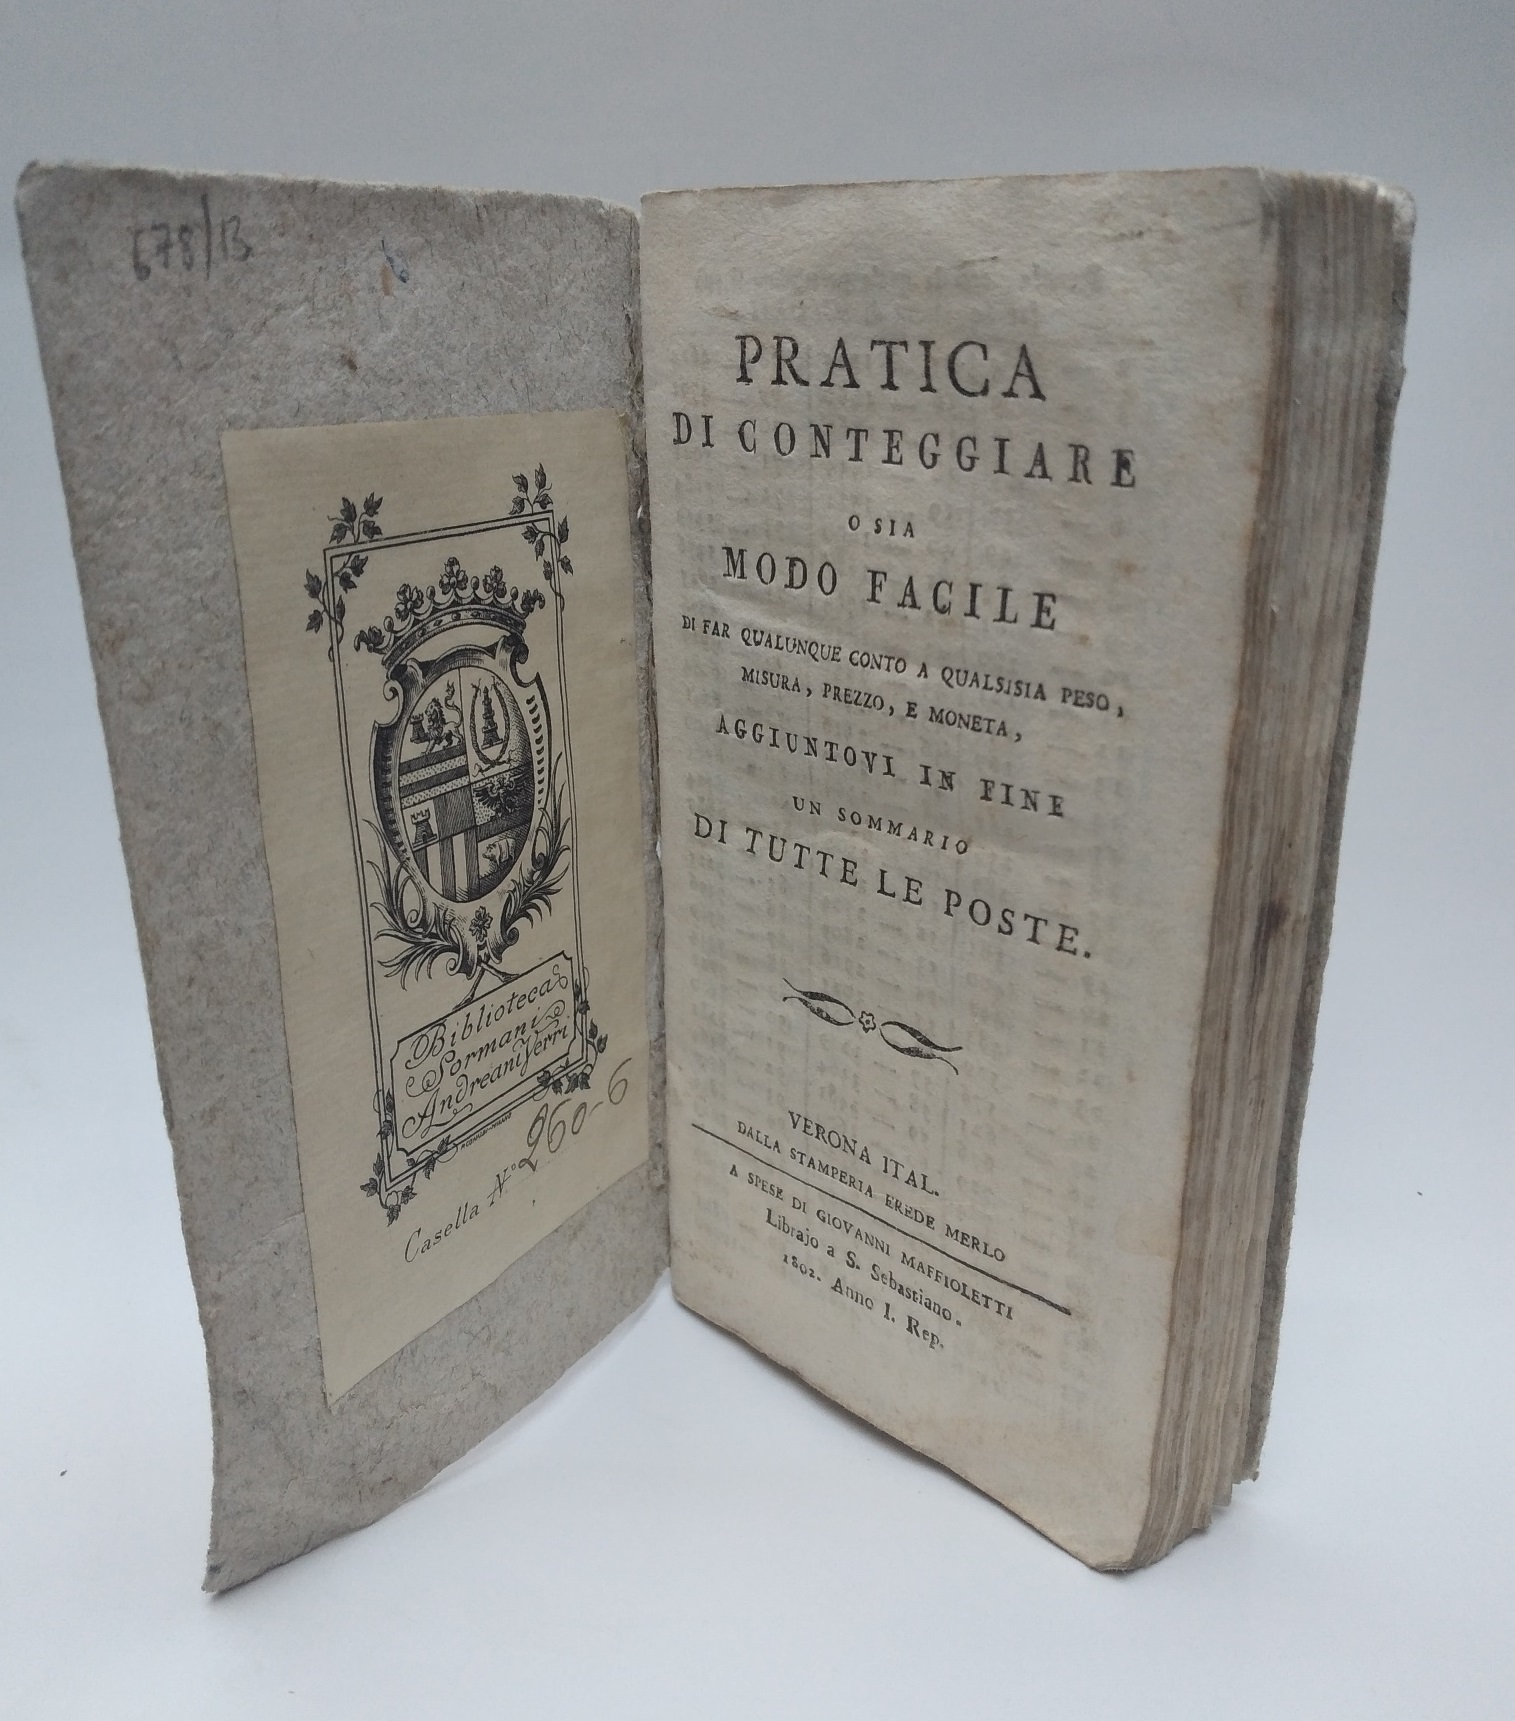 678/13
Biblioteca
Sormani
Andreani Verri
Casella N.º 260-6
PRATICA
DI CONTEGGIARE
O SIA
MODO FACILE
DI FAR QUALUNQUE CONTO A QUALSISIA PESO,
MISURA, PREZZO, E MONETA,
AGGIUNTOVI IN FINE
UN SOMMARIO
DI TUTTE LE POSTE.
VERONA ITAL.
DALLA STAMPERIA EREDE MERLO
A SPESE DI GIOVANNI MAFFIOLETTI
Librajo a S. Sebastiano.
1802. Anno I. Rep.